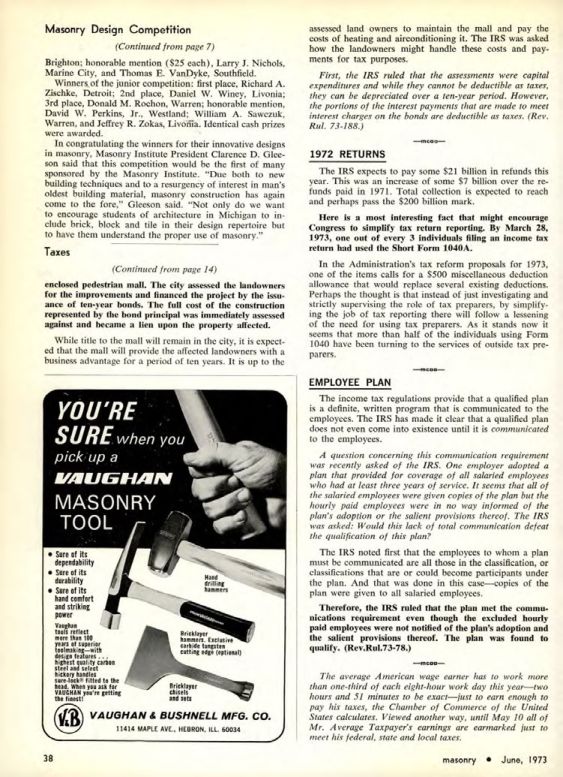 Masonry Design Competition
(Continued from page 7)
Brighton; honorable mention ($25 each), Larry J. Nichols,
Marine City, and Thomas E. VanDyke, Southfield.
Winners of the junior competition: first place, Richard A.
Zischke, Detroit; 2nd place, Daniel W. Winey, Livonia;
3rd place, Donald M. Rochon, Warren; honorable mention,
David W. Perkins, Jr., Westland; William A. Sawczuk,
Warren, and Jeffrey R. Zokas, Livonia. Identical cash prizes
were awarded.
In congratulating the winners for their innovative designs
in masonry, Masonry Institute President Clarence D. Glee-
son said that this competition would be the first of many
sponsored by the Masonry Institute. "Due both to new
building techniques and to a resurgency of interest in man's
oldest building material, masonry construction has again
come to the fore," Gleeson said. "Not only do we want
to encourage students of architecture in Michigan to in-
clude brick, block and tile in their design repertoire but
to have them understand the proper use of masonry."
Taxes
(Continued from page 14)
enclosed pedestrian mall. The city assessed the landowners
for the improvements and financed the project by the issu-
ance of ten-year bonds. The full cost of the construction
represented by the bond principal was immediately assessed
against and became a lien upon the property affected.
While title to the mall will remain in the city, it is expect-
ed that the mall will provide the affected landowners with a
business advantage for a period of ten years. It is up to the
YOU'RE
SURE when you
pick up a
VAUGHAN
MASONRY
TOOL
• Sure of its
dependability
• Sure of its
durability
• Sure of its
hand comfort
and striking
power
Vaughan
tools reflect
more than 100
years of superior
toolmaking—with
design features . . .
highest quality carbon
steel and select
hickory handles
sure-lock® fitted to the
head. When you ask for
VAUGHAN you're getting
the finest!
Hand
drilling
hammers
Bricklayer
hammers. Exclusive
carbide tungsten
cutting edge (optional)
Bricklayer
chisels
and sets
V&B
VAUGHAN & BUSHNELL MFG. CO.
11414 MAPLE AVE., HEBRON, ILL. 60034
assessed land owners to maintain the mall and pay the
costs of heating and airconditioning it. The IRS was asked
how the landowners might handle these costs and pay-
ments for tax purposes.
First, the IRS ruled that the assessments were capital
expenditures and while they cannot be deductible as taxes,
they can be depreciated over a ten-year period. However,
the portions of the interest payments that are made to meet
interest charges on the bonds are deductible as taxes. (Rev.
Rul. 73-188.)
—mcaa—
1972 RETURNS
The IRS expects to pay some $21 billion in refunds this
year. This was an increase of some $7 billion over the re-
funds paid in 1971. Total collection is expected to reach
and perhaps pass the $200 billion mark.
Here is a most interesting fact that might encourage
Congress to simplify tax return reporting. By March 28,
1973, one out of every 3 individuals filing an income tax
return had used the Short Form 1040A.
In the Administration's tax reform proposals for 1973,
one of the items calls for a $500 miscellaneous deduction
allowance that would replace several existing deductions.
Perhaps the thought is that instead of just investigating and
strictly supervising the role of tax preparers, by simplify-
ing the job of tax reporting there will follow a lessening
of the need for using tax preparers. As it stands now it
seems that more than half of the individuals using Form
1040 have been turning to the services of outside tax pre-
parers.
—mcaa—
EMPLOYEE PLAN
The income tax regulations provide that a qualified plan
is a definite, written program that is communicated to the
employees. The IRS has made it clear that a qualified plan
does not even come into existence until it is communicated
to the employees.
A question concerning this communication requirement
was recently asked of the IRS. One employer adopted a
plan that provided for coverage of all salaried employees
who had at least three years of service. It seems that all of
the salaried employees were given copies of the plan but the
hourly paid employees were in no way informed of the
plan's adoption or the salient provisions thereof. The IRS
was asked: Would this lack of total communication defeat
the qualification of this plan?
The IRS noted first that the employees to whom a plan
must be communicated are all those in the classification, or
classifications that are or could become participants under
the plan. And that was done in this case—copies of the
plan were given to all salaried employees.
Therefore, the IRS ruled that the plan met the commu-
nications requirement even though the excluded hourly
paid employees were not notified of the plan's adoption and
the salient provisions thereof. The plan was found to
qualify. (Rev.Rul.73-78.)
—mcaa—
The average American wage earner has to work more
than one-third of each eight-hour work day this year—two
hours and 51 minutes to be exact—just to earn enough to
pay his taxes, the Chamber of Commerce of the United
States calculates. Viewed another way, until May 10 all of
Mr. Average Taxpayer's earnings are earmarked just to
meet his federal, state and local taxes.
38
masonry • June, 1973